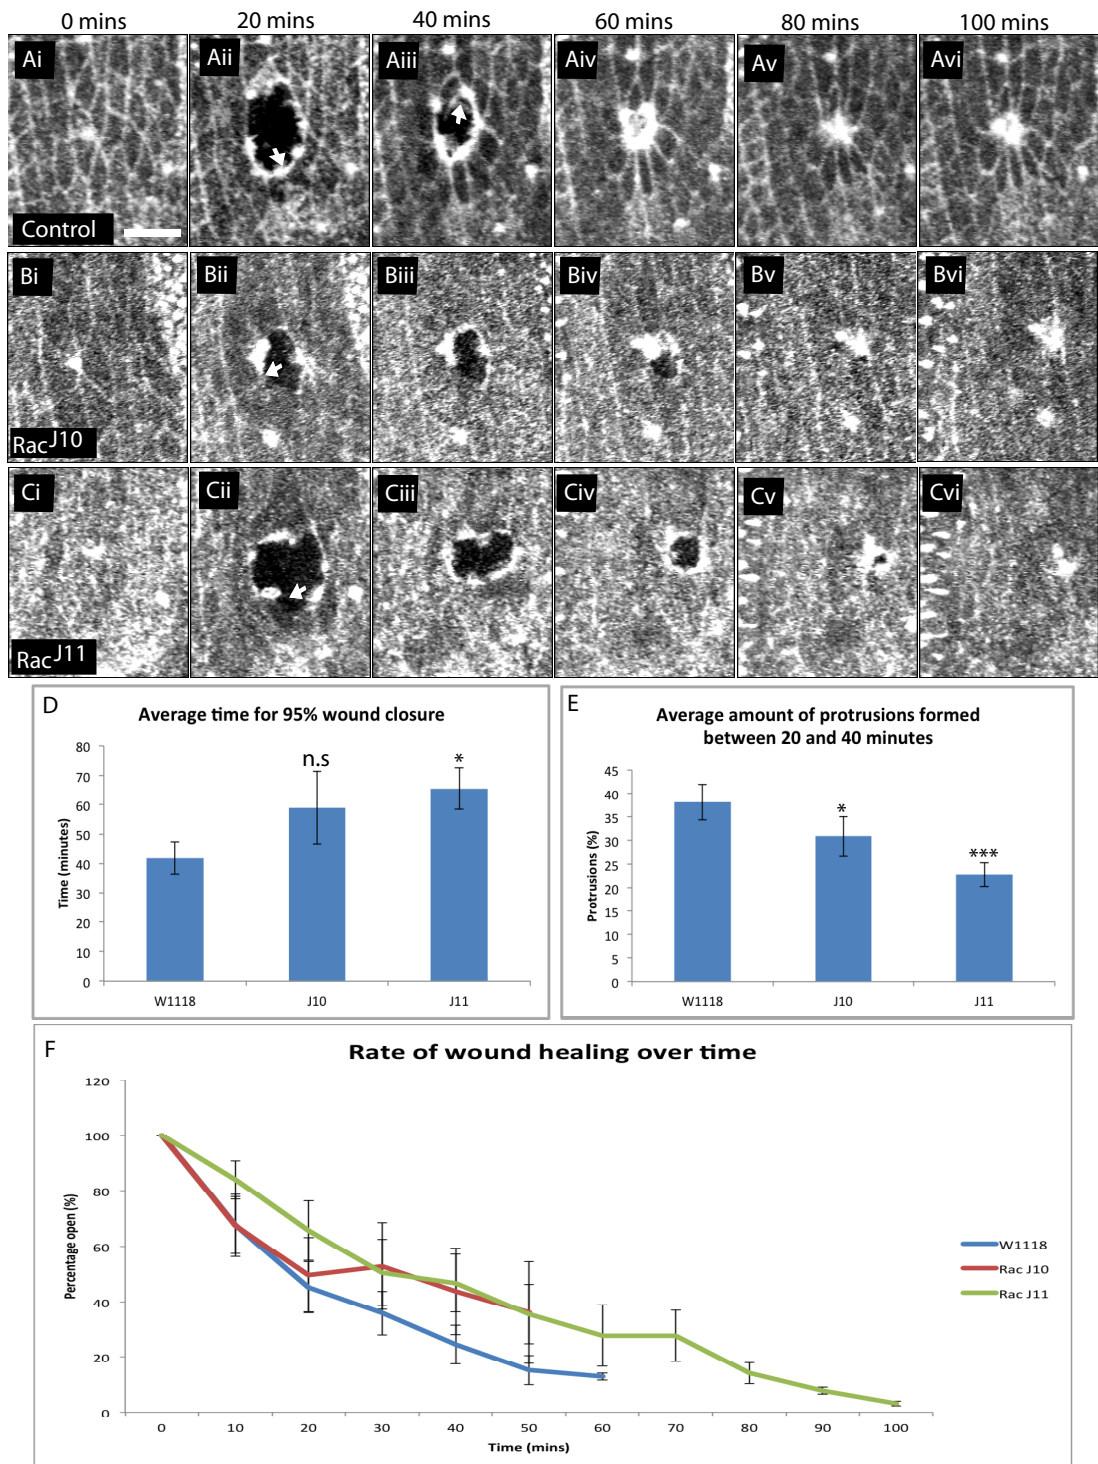 0 mins 20 mins 40 mins 60 mins 80 mins 100 mins
Ai Aii Aiii Aiv Av Avi
Control
Bi Bii Biii Biv Bv Bvi
Rac J10
Ci Cii Ciii Civ Cv Cvi
Rac J11
D
Average time for 95% wound closure
80
70
60
50
40
30
20
10
0
Time (minutes)
n.s
*
W1118 J10 J11
E
Average amount of protrusions formed
between 20 and 40 minutes
45
40
35
30
25
20
15
10
5
0
Protrusions (%)
*
***
W1118 J10 J11
F
Rate of wound healing over time
120
100
80
60
40
20
0
Percentage open (%)
0 10 20 30 40 50 60 70 80 90 100
Time (mins)
W1118
Rac J10
Rac J11